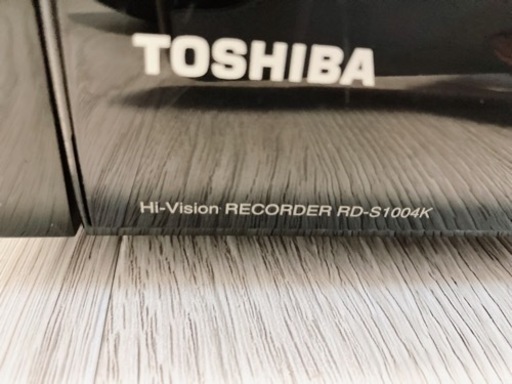 TOSHIBA
Hi-Vision RECORDER RD-S1004K